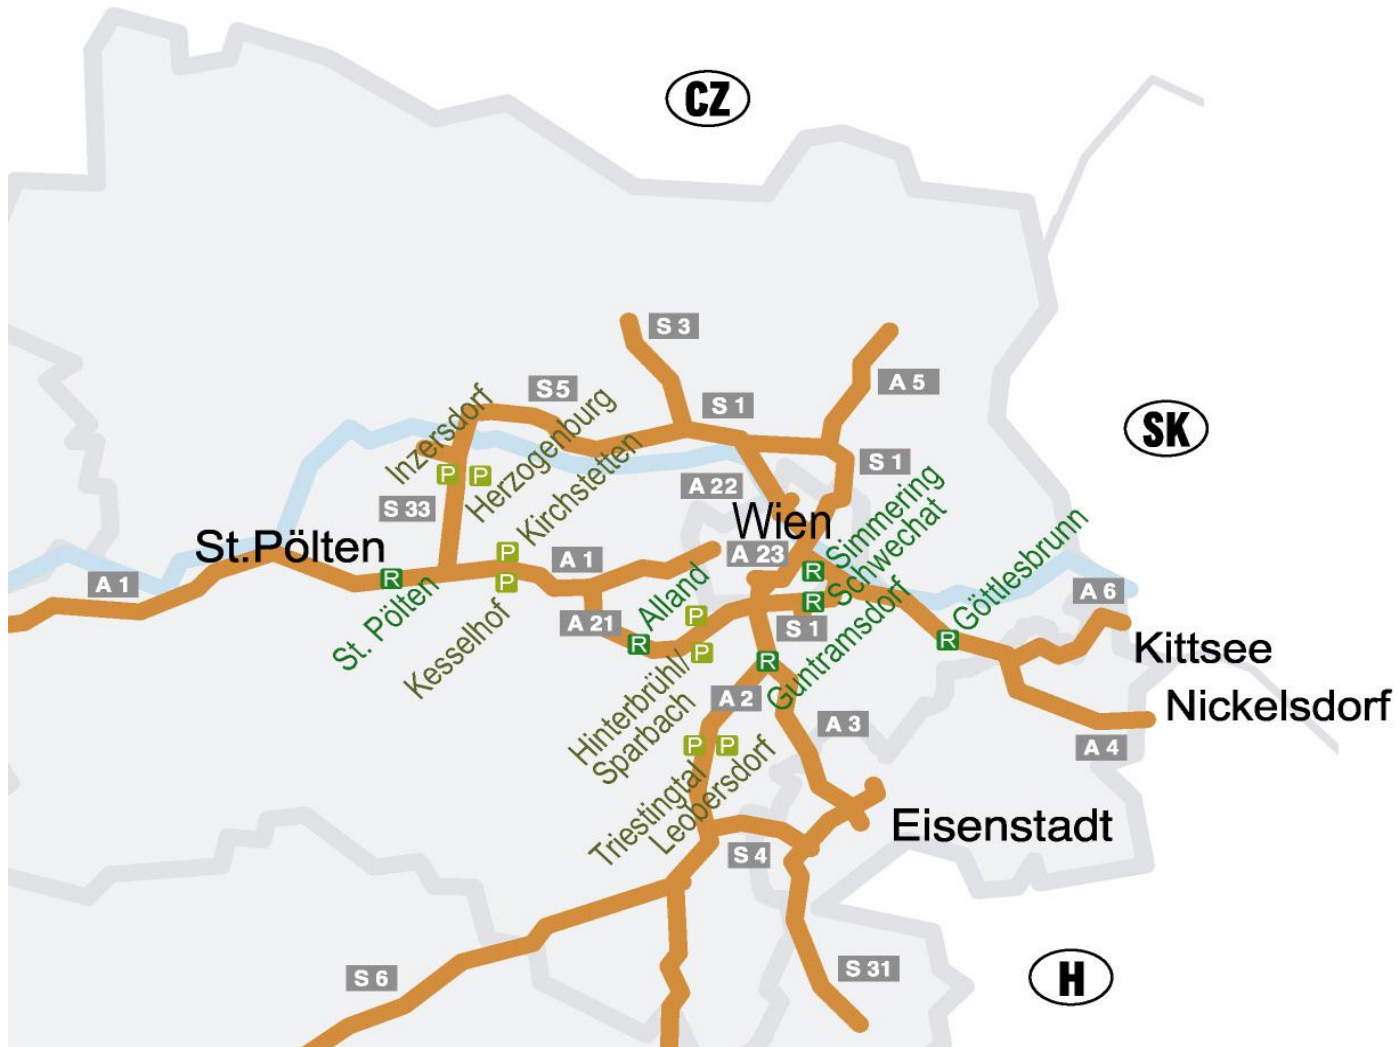 CZ
S 3
A 5
S 5
S 1
SK
Inzersdorf
Herzogenburg
Kirchstetten
S 1
P
P
A 22
Simmering
S 33
Schwechat
Wien
Göttlesbrunn
St.Pölten
P
A 1
A 23
R
R
A 1
St. Pölten
P
Kesselhof
Alland
R
Guntramsdorf
A 6
P
A 21
S 1
R
R
Kittsee
P
Hinterbrühl/
Sparbach
R
A 2
Nickelsdorf
A 3
P
P
A 4
Triestingtal
Leobersdorf
Eisenstadt
S 4
S 6
S 31
H